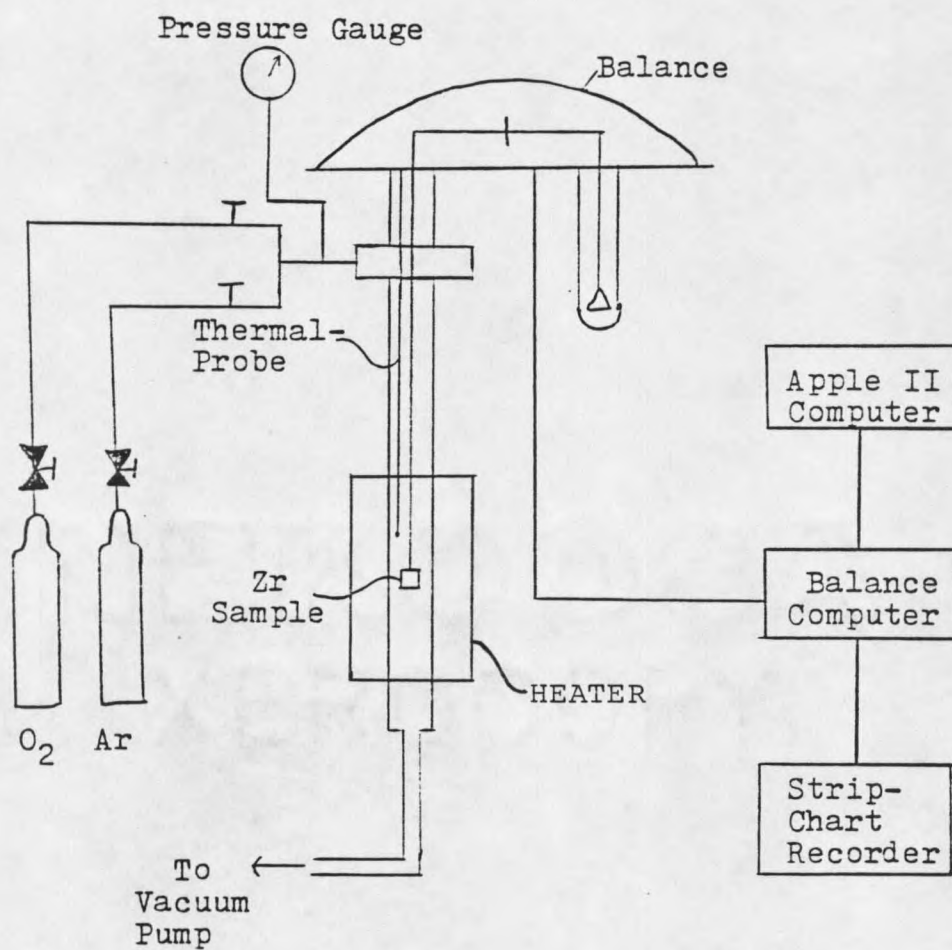 Pressure Gauge
Balance
Thermal-
Probe
Apple II
Computer
Zr
Sample
Balance
Computer
HEATER
O2 Ar
Strip-
Chart
Recorder
To
Vacuum
Pump